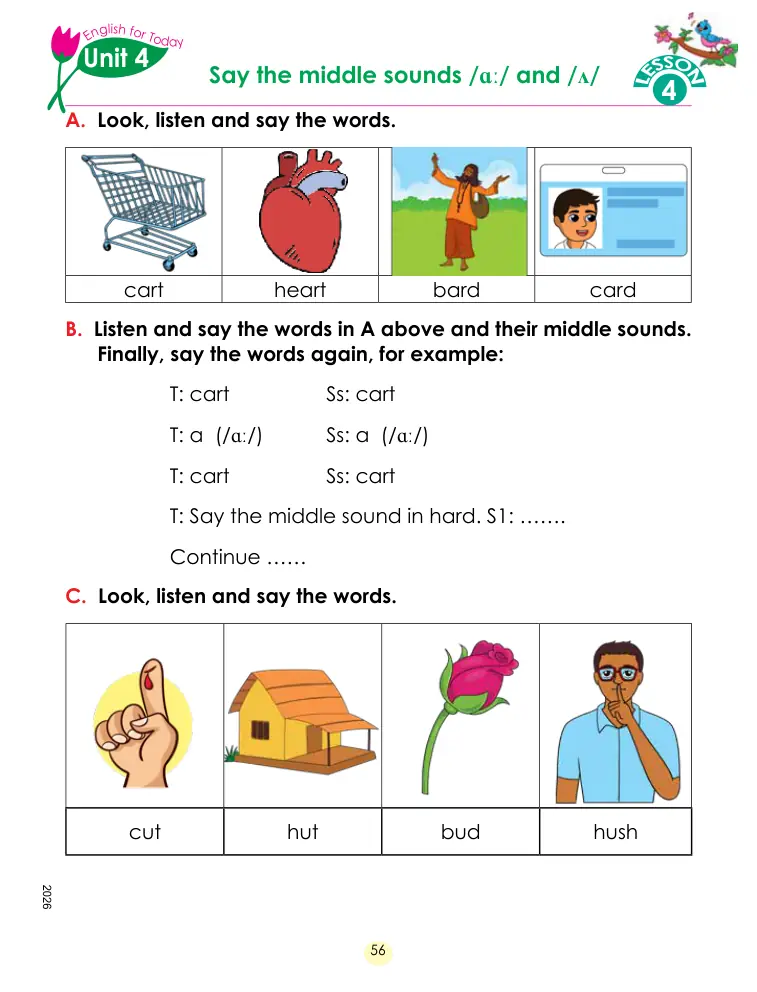 English for Today
Unit 4
Say the middle sounds /ɑː/ and /ʌ/
LESSON
4
A. Look, listen and say the words.
cart heart bard card
B. Listen and say the words in A above and their middle sounds.
Finally, say the words again, for example:
T: cart Ss: cart
T: a (/ɑː/) Ss: a (/ɑː/)
T: cart Ss: cart
T: Say the middle sound in hard. S1: …….
Continue ……
C. Look, listen and say the words.
cut hut bud hush
2026
56